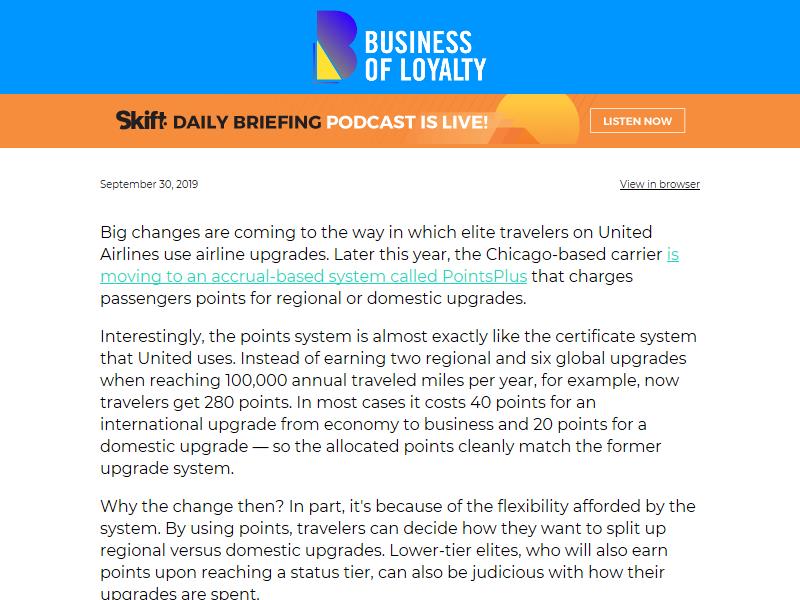 BUSINESS
OF LOYALTY
Skift DAILY BRIEFING PODCAST IS LIVE!
LISTEN NOW
September 30, 2019
View in browser
Big changes are coming to the way in which elite travelers on United
Airlines use airline upgrades. Later this year, the Chicago-based carrier is
moving to an accrual-based system called PointsPlus that charges
passengers points for regional or domestic upgrades.
Interestingly, the points system is almost exactly like the certificate system
that United uses. Instead of earning two regional and six global upgrades
when reaching 100,000 annual traveled miles per year, for example, now
travelers get 280 points. In most cases it costs 40 points for an
international upgrade from economy to business and 20 points for a
domestic upgrade — so the allocated points cleanly match the former
upgrade system.
Why the change then? In part, it's because of the flexibility afforded by the
system. By using points, travelers can decide how they want to split up
regional versus domestic upgrades. Lower-tier elites, who will also earn
points upon reaching a status tier, can also be judicious with how their
upgrades are spent.